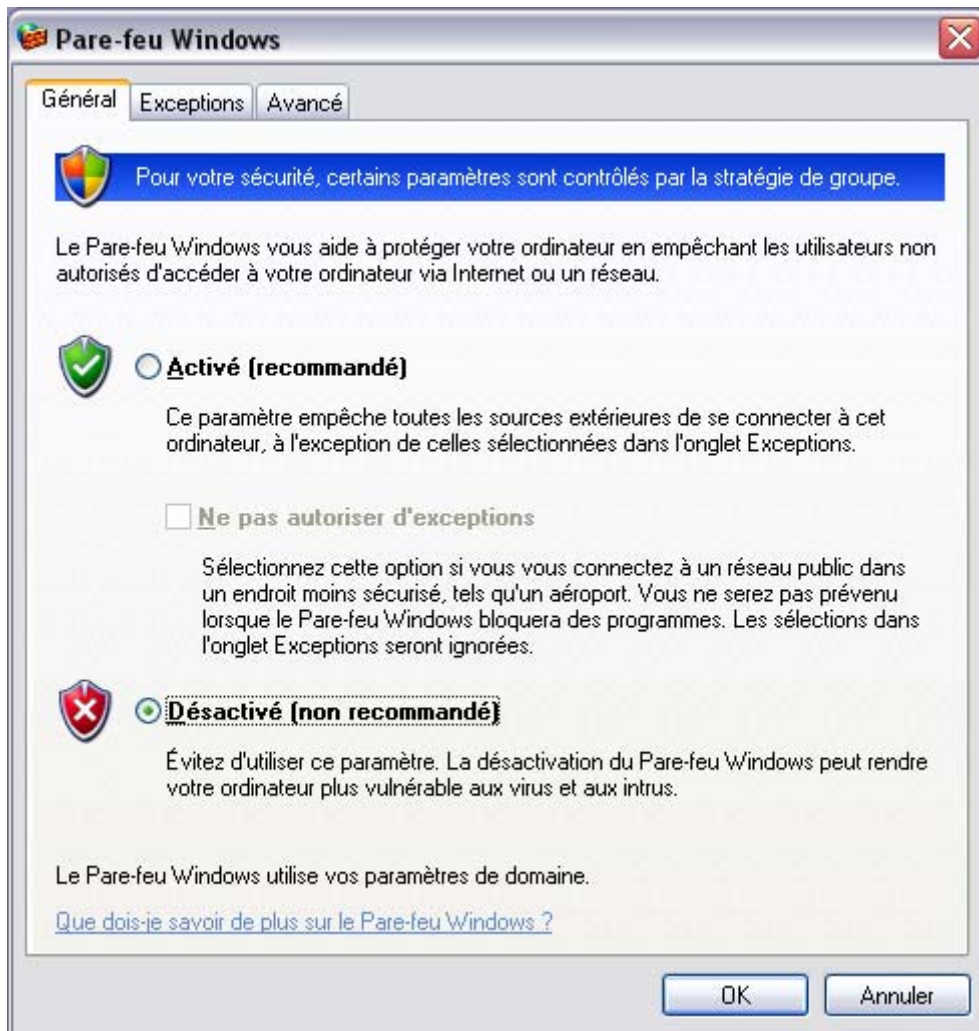 Pare-feu Windows
Général
Exceptions
Avancé
Pour votre sécurité, certains paramètres sont contrôlés par la stratégie de groupe.
Le Pare-feu Windows vous aide à protéger votre ordinateur en empêchant les utilisateurs non
autorisés d'accéder à votre ordinateur via Internet ou un réseau.
Activé (recommandé)
Ce paramètre empêche toutes les sources extérieures de se connecter à cet
ordinateur, à l'exception de celles sélectionnées dans l'onglet Exceptions.
Ne pas autoriser d'exceptions
Sélectionnez cette option si vous vous connectez à un réseau public dans
un endroit moins sécurisé, tels qu'un aéroport. Vous ne serez pas prévenu
lorsque le Pare-feu Windows bloquera des programmes. Les sélections dans
l'onglet Exceptions seront ignorées.
Désactivé (non recommandé)
Évitez d'utiliser ce paramètre. La désactivation du Pare-feu Windows peut rendre
votre ordinateur plus vulnérable aux virus et aux intrus.
Le Pare-feu Windows utilise vos paramètres de domaine.
Que dois-je savoir de plus sur le Pare-feu Windows ?
OK
Annuler